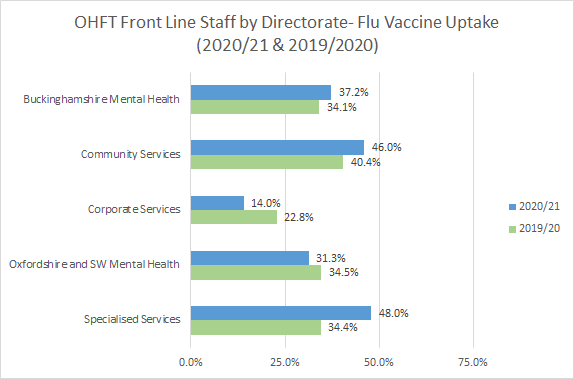 OHFT Front Line Staff by Directorate- Flu Vaccine Uptake
(2020/21 & 2019/2020)
Buckinghamshire Mental Health
37.2%
34.1%
Community Services
46.0%
40.4%
Corporate Services
14.0%
22.8%
Oxfordshire and SW Mental Health
31.3%
34.5%
Specialised Services
48.0%
34.4%
0.0% 25.0% 50.0% 75.0%
2020/21
2019/20